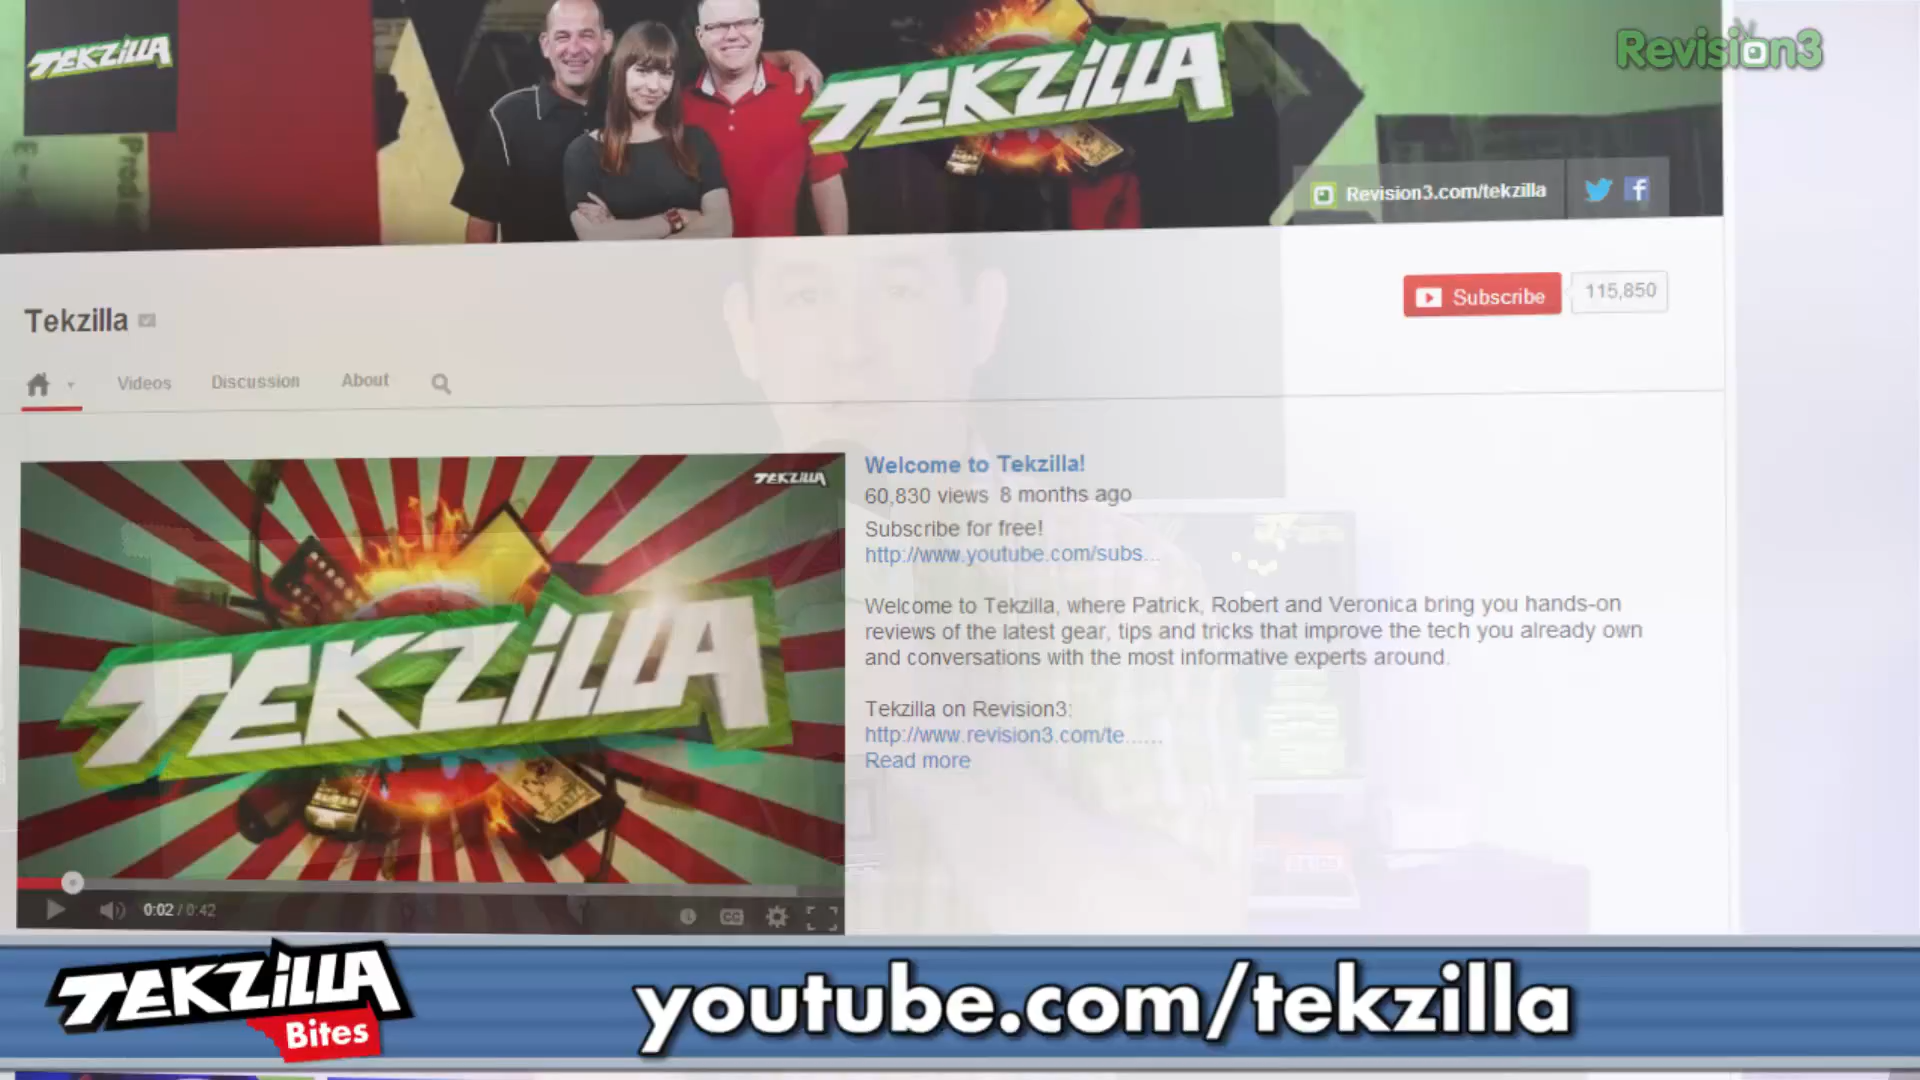 TEKZILLA
TEKZILLA
Revision3
Revision3.com/tekzilla
Tekzilla
Subscribe
115,850
Videos
Discussion
About
TEKZILLA
TEKZILLA
0:02 / 0:42
CC
Welcome to Tekzilla!
60,830 views 8 months ago
Subscribe for free!
http://www.youtube.com/subs...
Welcome to Tekzilla, where Patrick, Robert and Veronica bring you hands-on
reviews of the latest gear, tips and tricks that improve the tech you already own
and conversations with the most informative experts around.
Tekzilla on Revision3:
http://www.revision3.com/te......
Read more
TEKZILLA
Bites
youtube.com/tekzilla